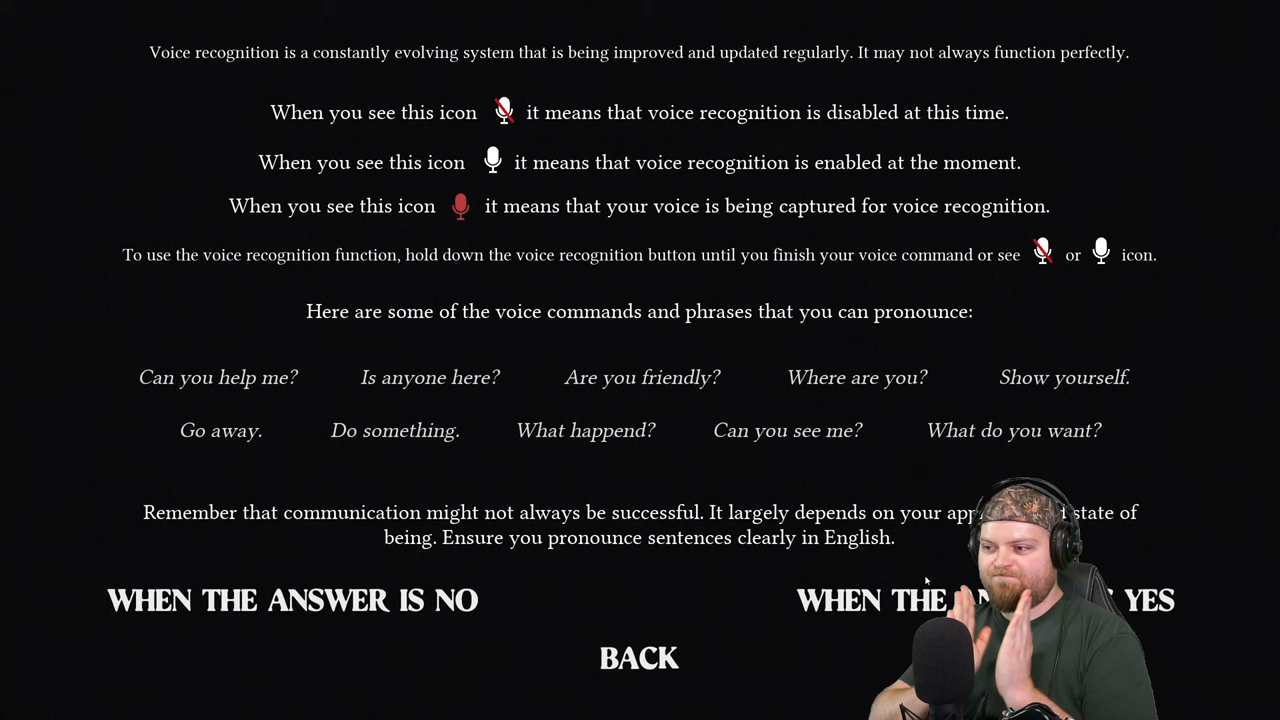 Voice recognition is a constantly evolving system that is being improved and updated regularly. It may not always function perfectly.
When you see this icon it means that voice recognition is disabled at this time.
When you see this icon it means that voice recognition is enabled at the moment.
When you see this icon it means that your voice is being captured for voice recognition.
To use the voice recognition function, hold down the voice recognition button until you finish your voice command or see or icon.
Here are some of the voice commands and phrases that you can pronounce:
Can you help me? Is anyone here? Are you friendly? Where are you? Show yourself.
Go away. Do something. What happend? Can you see me? What do you want?
Remember that communication might not always be successful. It largely depends on your state of
being. Ensure you pronounce sentences clearly in English.
WHEN THE ANSWER IS NO WHEN THE YES
BACK